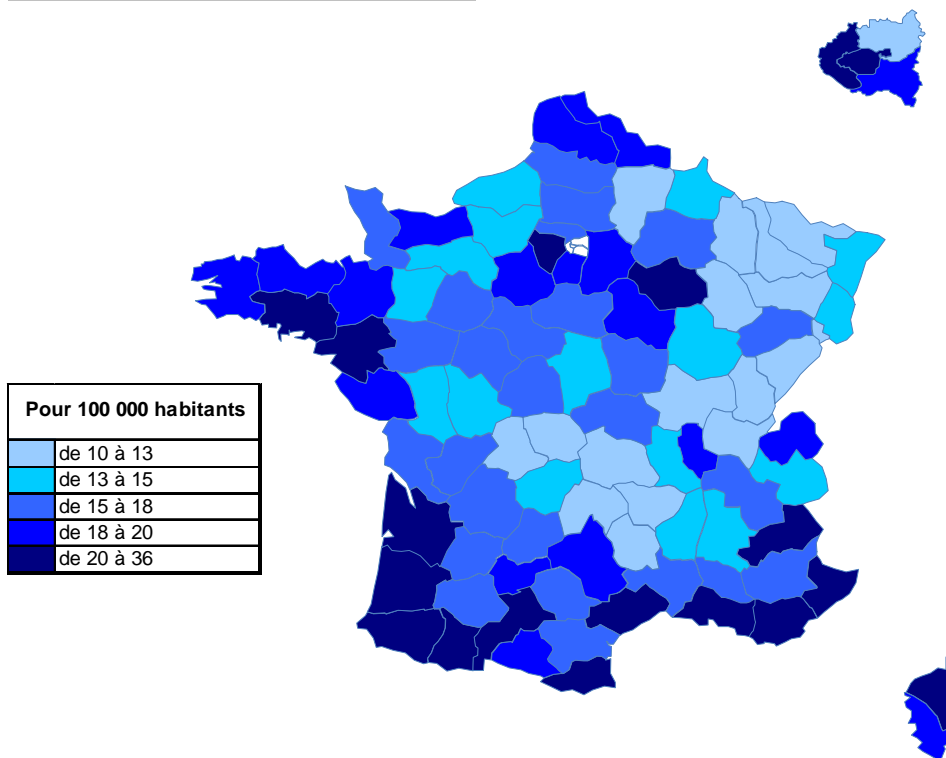 Pour 100 000 habitants
de 10 à 13
de 13 à 15
de 15 à 18
de 18 à 20
de 20 à 36